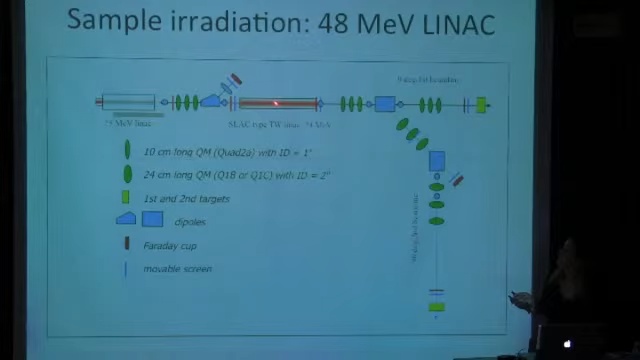 Sample irradiation: 48 MeV LINAC
10 cm long QM (Quad2a) with ID = 1"
24 cm long QM (Q1B or Q1C) with ID = 2"
1st and 2nd targets
dipoles
Faraday cup
movable screen